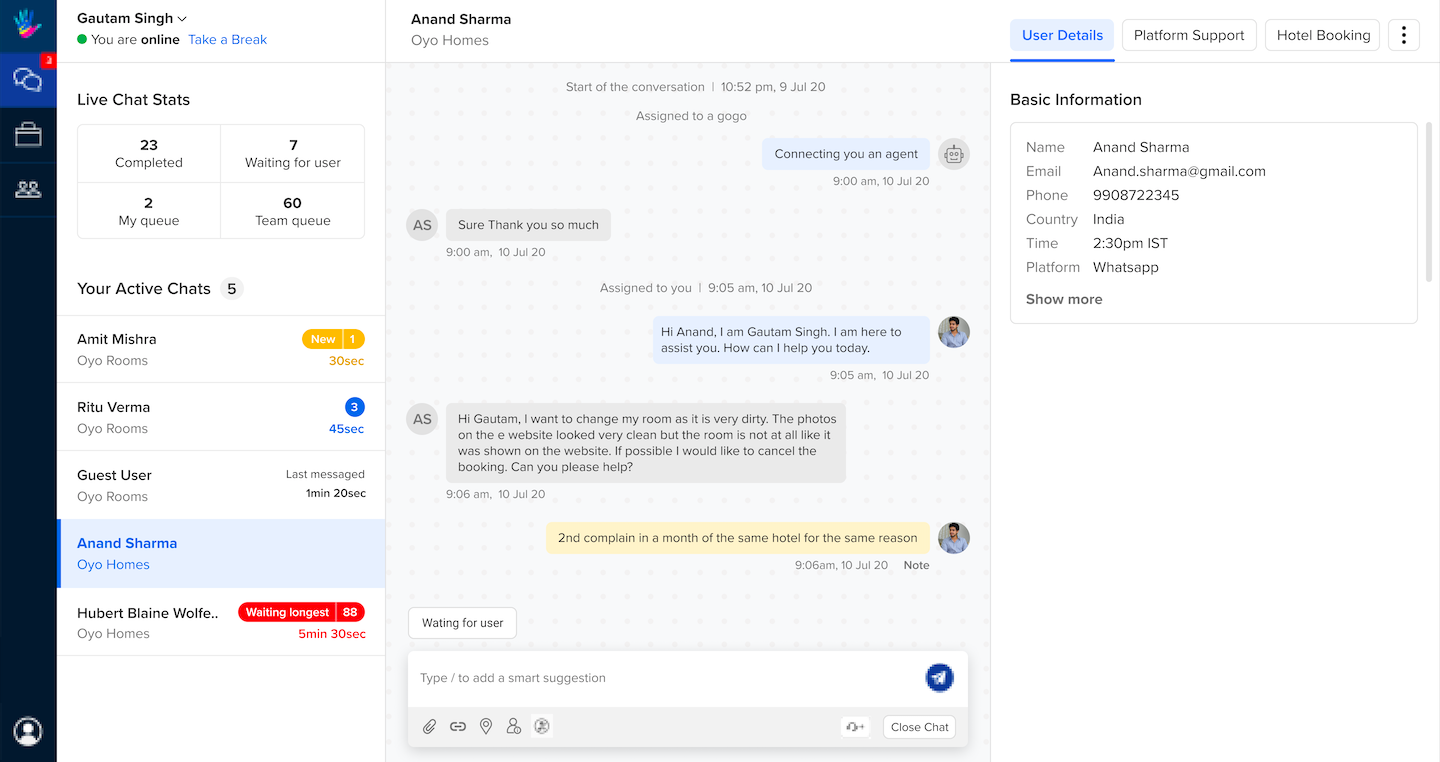 3
Gautam Singh
You are online Take a Break
Live Chat Stats
23
Completed
7
Waiting for user
2
My queue
60
Team queue
Your Active Chats 5
Amit Mishra
New 1
Oyo Rooms
30sec
Ritu Verma
3
Oyo Rooms
45sec
Guest User
Last messaged
Oyo Rooms
1min 20sec
Anand Sharma
Oyo Homes
Hubert Blaine Wolfe..
Waiting longest 88
Oyo Homes
5min 30sec
Anand Sharma
Oyo Homes
Start of the conversation | 10:52 pm, 9 Jul 20
Assigned to a gogo
Connecting you an agent
9:00 am, 10 Jul 20
AS
Sure Thank you so much
9:00 am, 10 Jul 20
Assigned to you | 9:05 am, 10 Jul 20
Hi Anand, I am Gautam Singh. I am here to
assist you. How can I help you today.
9:05 am, 10 Jul 20
AS
Hi Gautam, I want to change my room as it is very dirty. The photos
on the e website looked very clean but the room is not at all like it
was shown on the website. If possible I would like to cancel the
booking. Can you please help?
9:06 am, 10 Jul 20
2nd complain in a month of the same hotel for the same reason
9:06am, 10 Jul 20 Note
Wating for user
Type / to add a smart suggestion
Close Chat
User Details
Platform Support
Hotel Booking
Basic Information
Name Anand Sharma
Email Anand.sharma@gmail.com
Phone 9908722345
Country India
Time 2:30pm IST
Platform Whatsapp
Show more